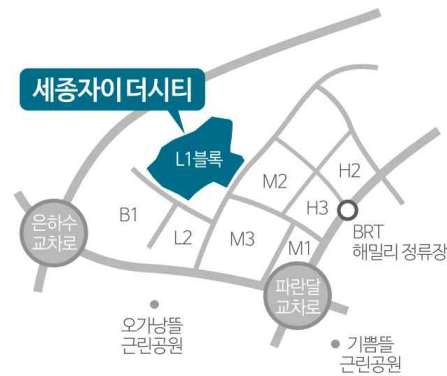 세종자이 더시티
L1블록
H2
M2
H3
B1
은하수
교차로
L2
M3
M1
BRT
해밀리 정류장
파란달
교차로
오가낭뜰
근린공원
기쁨뜰
근린공원